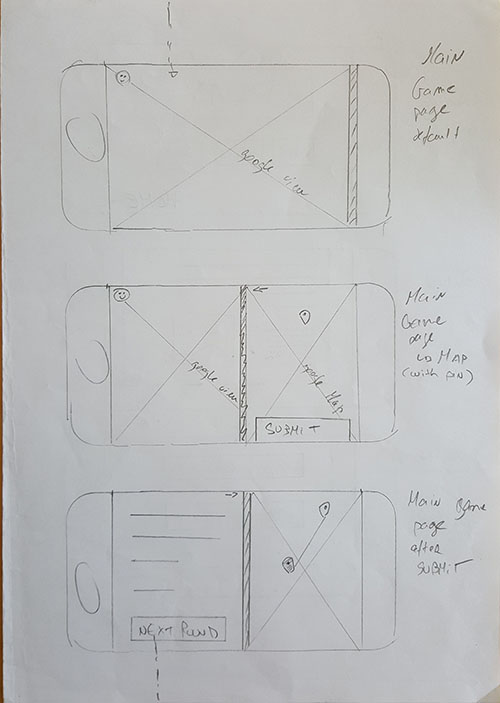 Main
Game
page
default
google view
Main
Game
page
w MAP
(with pin)
google view
google Map
SUBMIT
Main Game
page
after
SUBMIT
NEXT ROUND